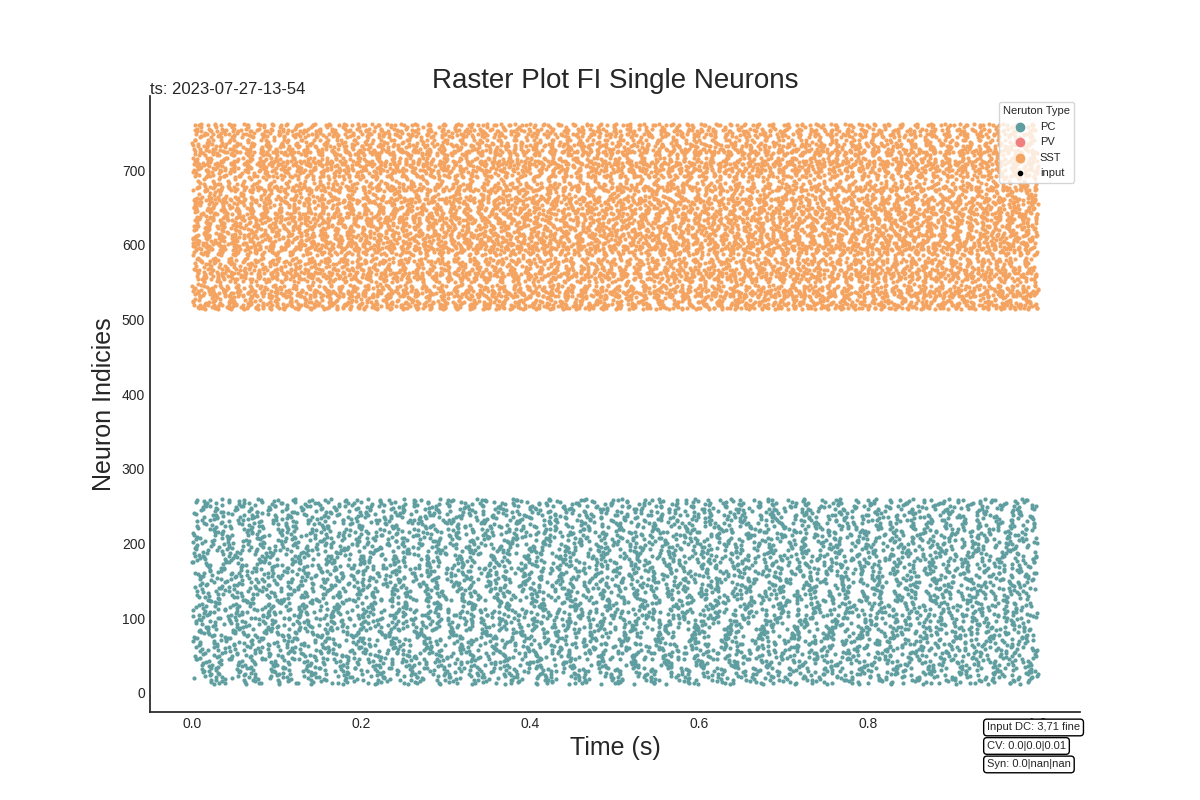 Raster Plot FI Single Neurons
ts: 2023-07-27-13-54
Neruton Type
PC
PV
SST
input
700
600
500
400
300
200
100
0
Neuron Indicies
0.0 0.2 0.4 0.6 0.8
Time (s)
Input DC: 3,71 fine
CV: 0.0|0.0|0.01
Syn: 0.0|nan|nan